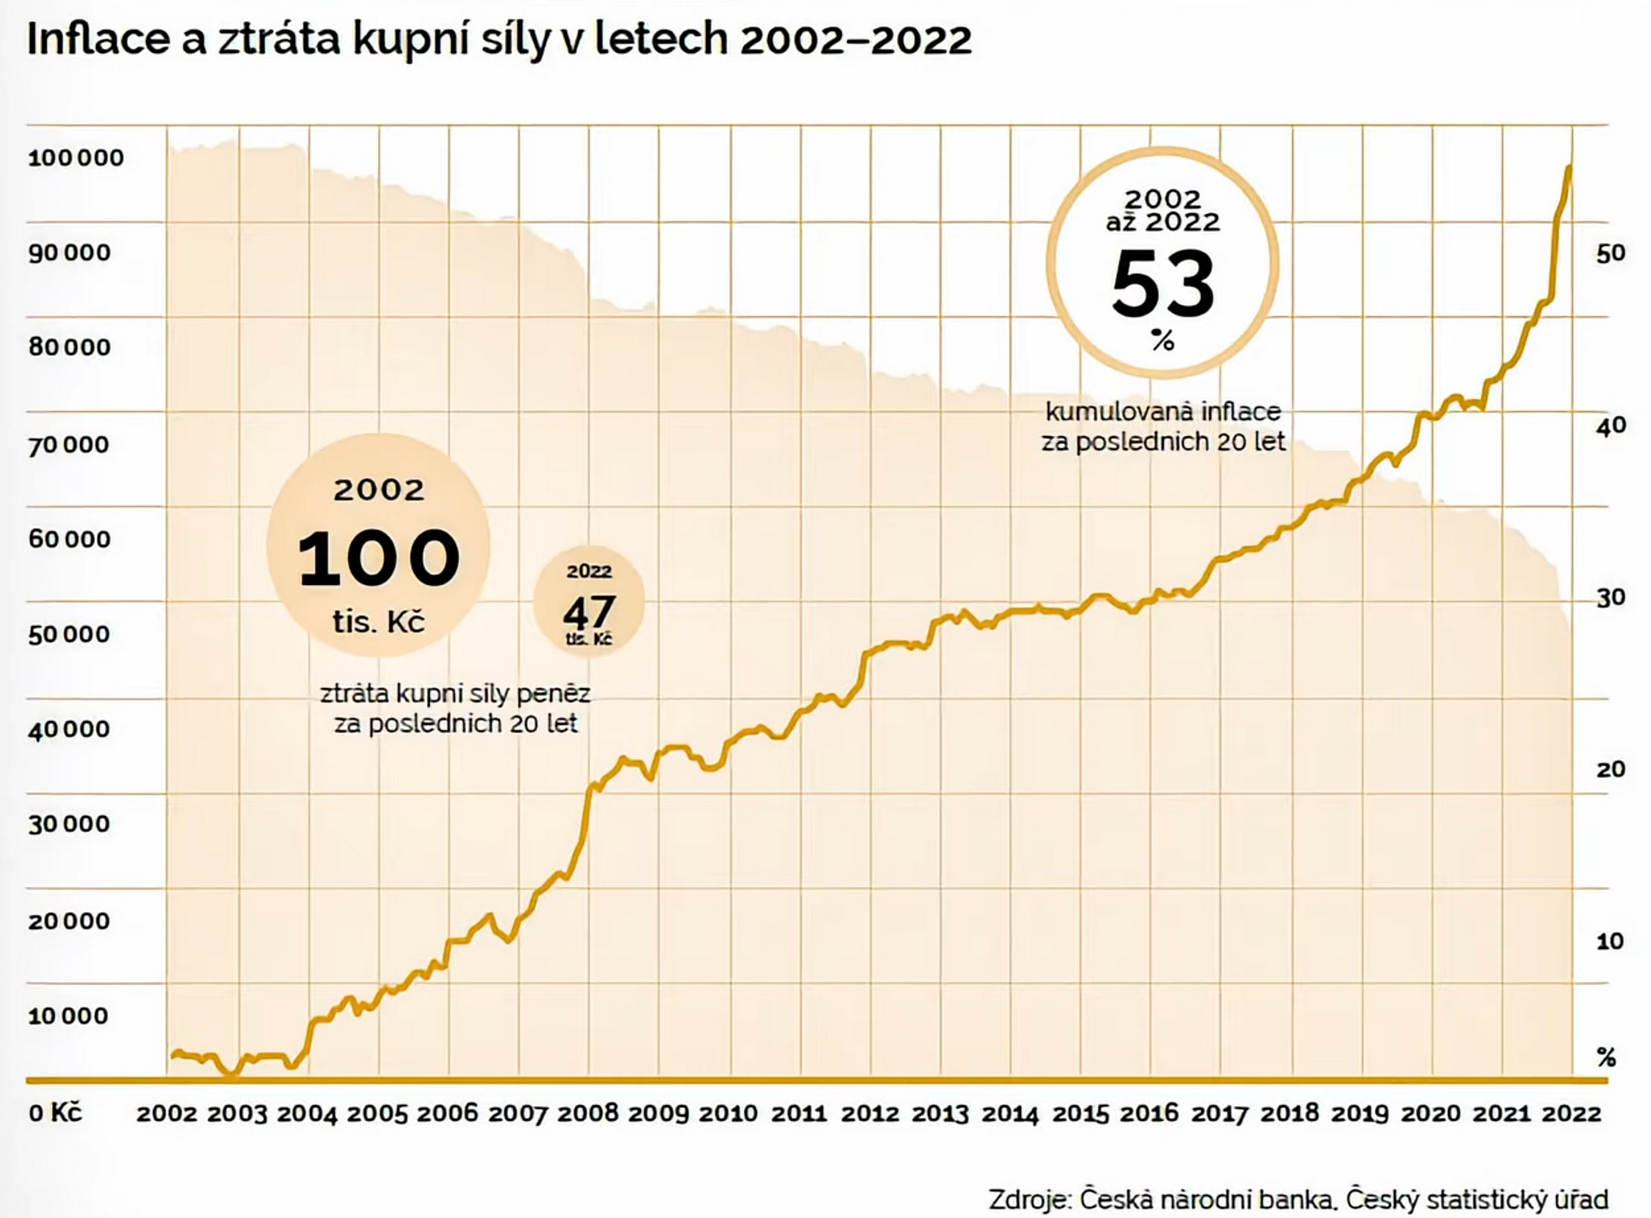 Inflace a ztráta kupní síly v letech 2002–2022
100 000
90 000
80 000
70 000
60 000
50 000
40 000
30 000
20 000
10 000
0 Kč
2002
100
tis. Kč
2022
47
tis. Kč
ztráta kupní síly peněz
za posledních 20 let
2002
až 2022
53
%
kumulovaná inflace
za posledních 20 let
50
40
30
20
10
%
2002 2003 2004 2005 2006 2007 2008 2009 2010 2011 2012 2013 2014 2015 2016 2017 2018 2019 2020 2021 2022
Zdroje: Česká národní banka, Český statistický úřad